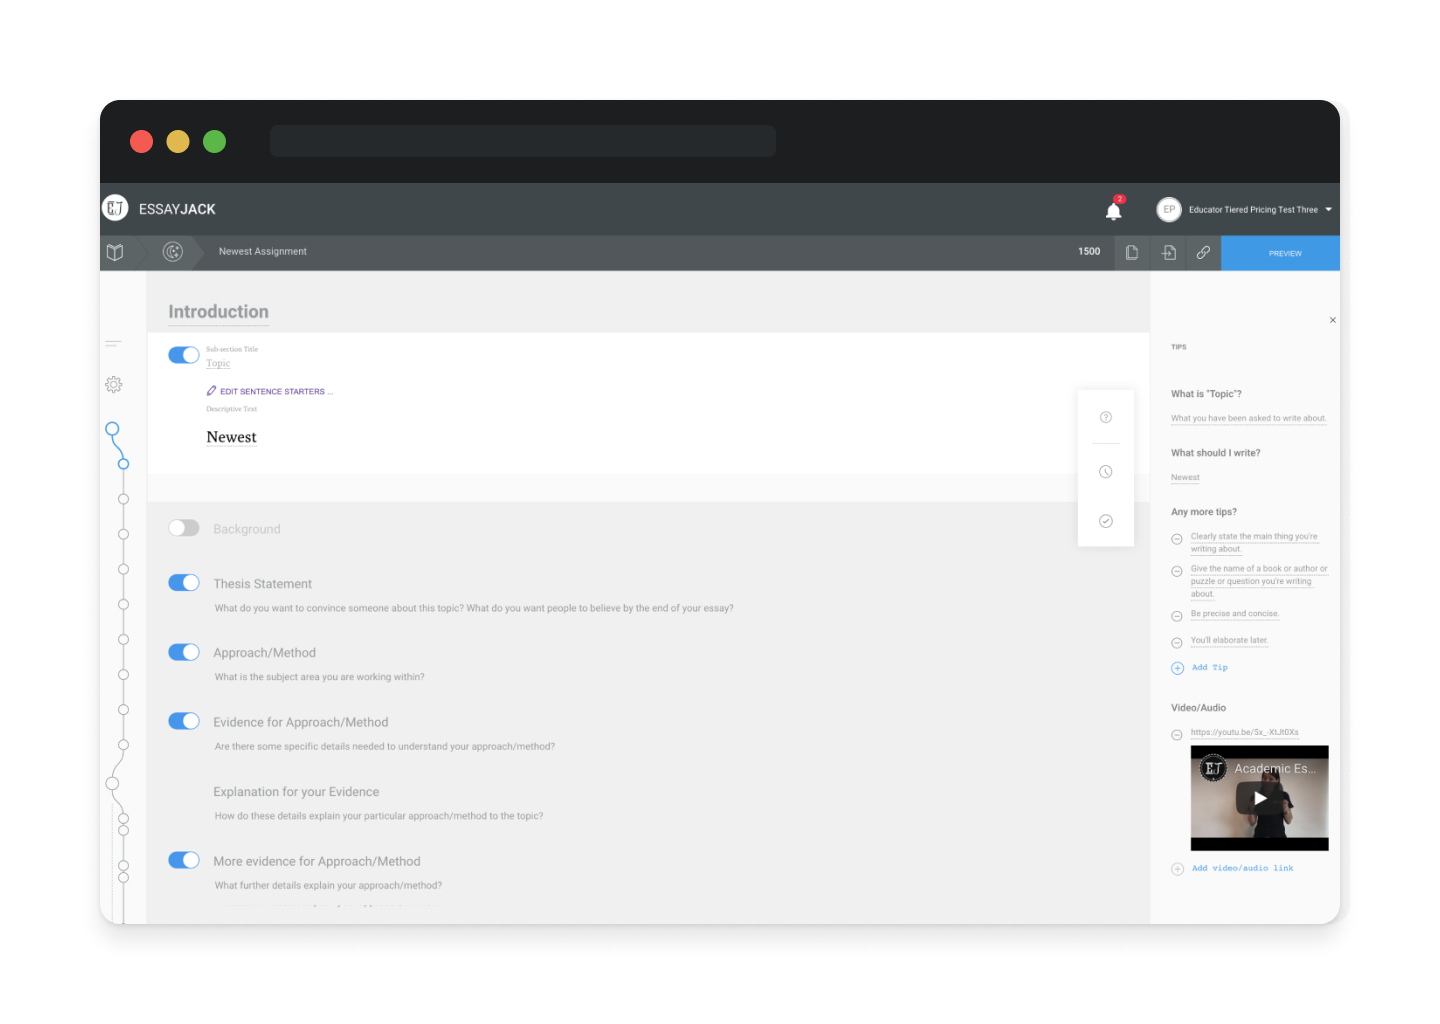 EJ ESSAYJACK
2
EP Educator Tiered Pricing Test Three
Newest Assignment
1500
PREVIEW
Introduction
Sub-section Title
Topic
EDIT SENTENCE STARTERS ...
Descriptive Text
Newest
Background
Thesis Statement
What do you want to convince someone about this topic? What do you want people to believe by the end of your essay?
Approach/Method
What is the subject area you are working within?
Evidence for Approach/Method
Are there some specific details needed to understand your approach/method?
Explanation for your Evidence
How do these details explain your particular approach/method to the topic?
More evidence for Approach/Method
What further details explain your approach/method?
TIPS
What is "Topic"?
What you have been asked to write about.
What should I write?
Newest
Any more tips?
Clearly state the main thing you're
writing about.
Give the name of a book or author or
puzzle or question you're writing
about.
Be precise and concise.
You'll elaborate later.
Add Tip
Video/Audio
https://youtu.be/5x_-XtJt0Xs
EJ Academic Es...
Add video/audio link